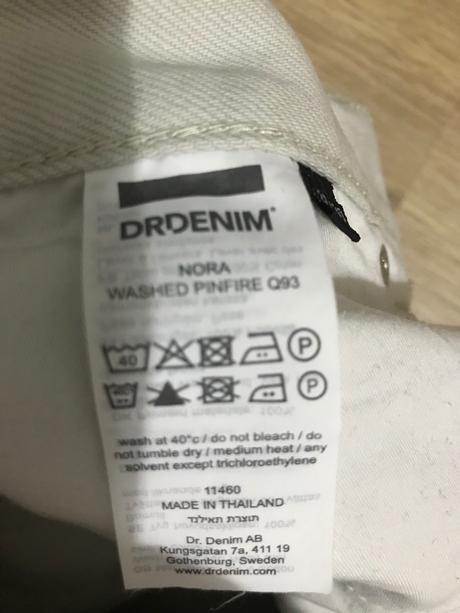 DRDENIM
NORA
WASHED PINFIRE Q93
40 P
P
wash at 40°c / do not bleach / do
not tumble dry / medium heat / any
solvent except trichloroethylene
11460
MADE IN THAILAND
תוצרת תאילנד
Dr. Denim AB
Kungsgatan 7a, 411 19
Gothenburg, Sweden
www.drdenim.com